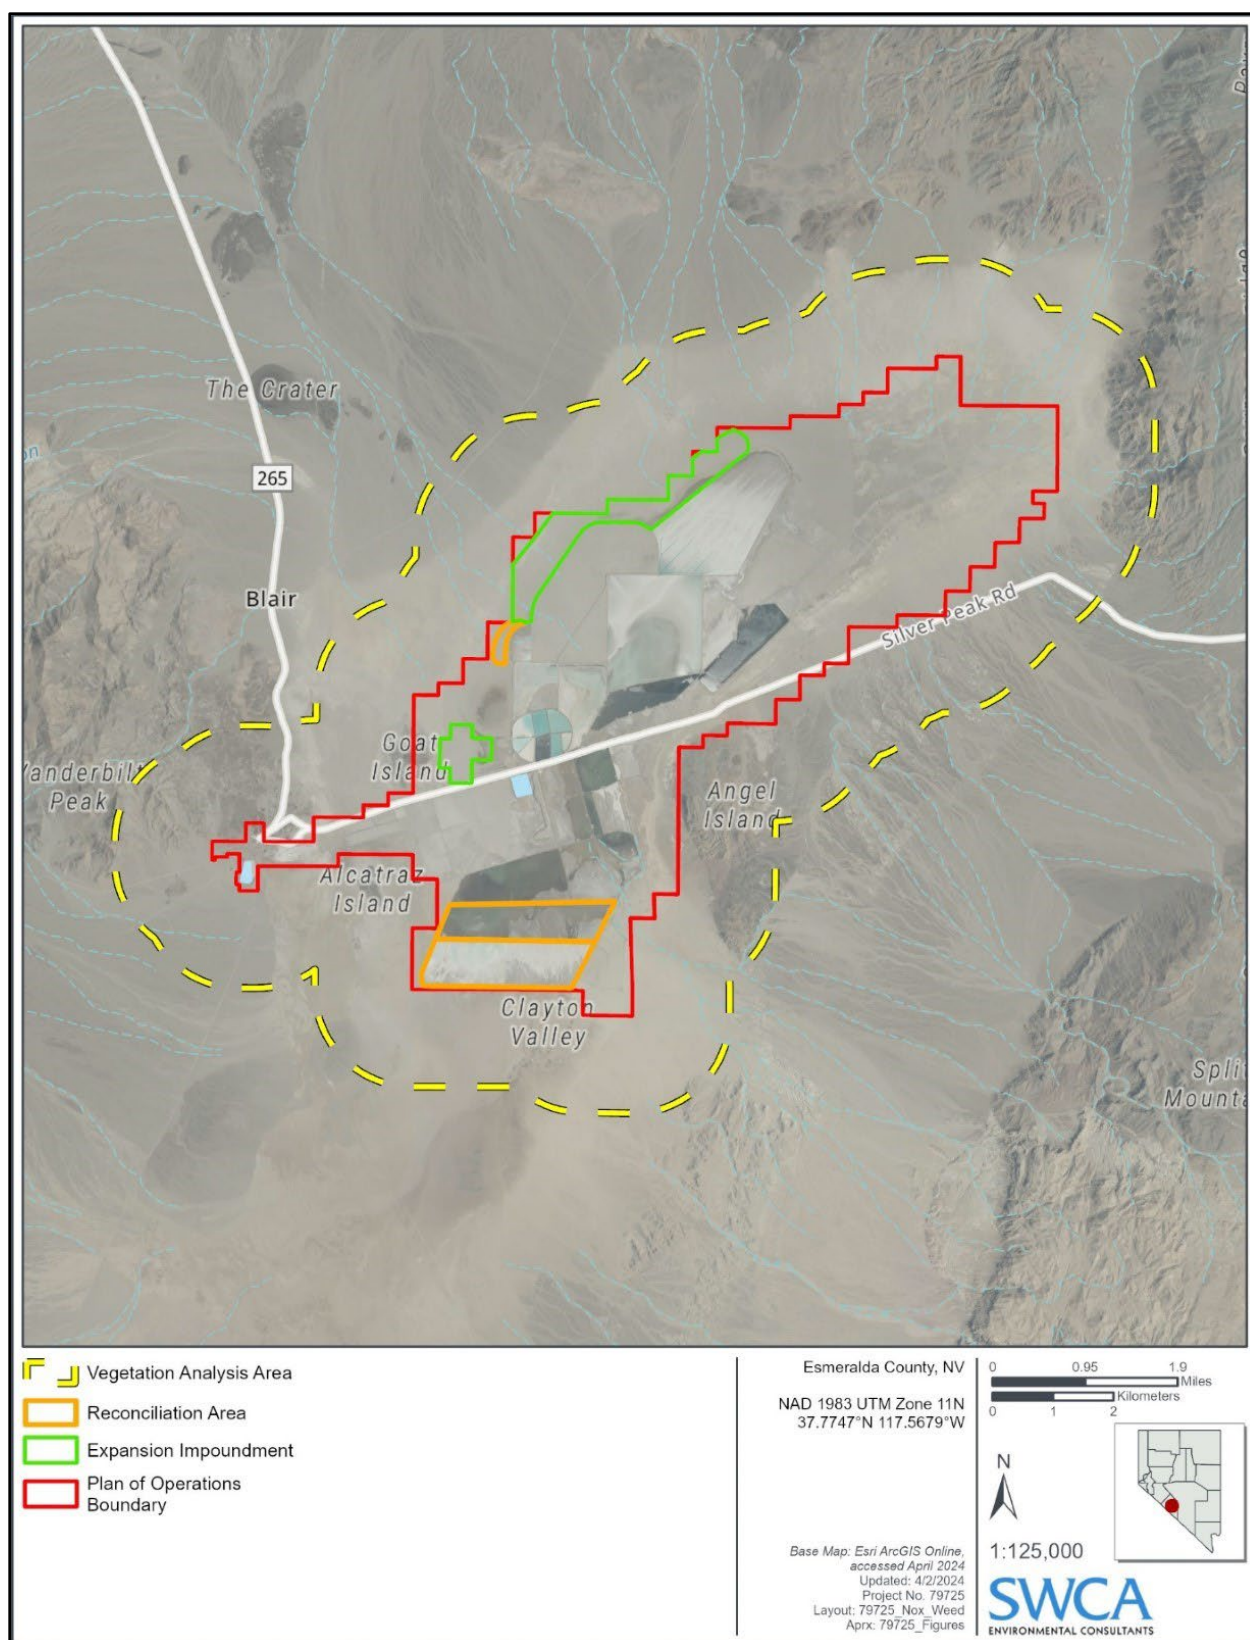 The Crater
265
Blair
Silver Peak Rd
Goat
Island
Vanderbilt
Peak
Angel
Island
Alcatraz
Island
Clayton
Valley
Split
Mounta
Vegetation Analysis Area
Reconciliation Area
Expansion Impoundment
Plan of Operations
Boundary
Esmeralda County, NV
NAD 1983 UTM Zone 11N
37.7747°N 117.5679°W
Base Map: Esri ArcGIS Online,
accessed April 2024
Updated: 4/2/2024
Project No. 79725
Layout: 79725_Nox_Weed
Aprx: 79725_Figures
0 0.95 1.9
Miles
Kilometers
0 1 2
N
1:125,000
SWCA
ENVIRONMENTAL CONSULTANTS